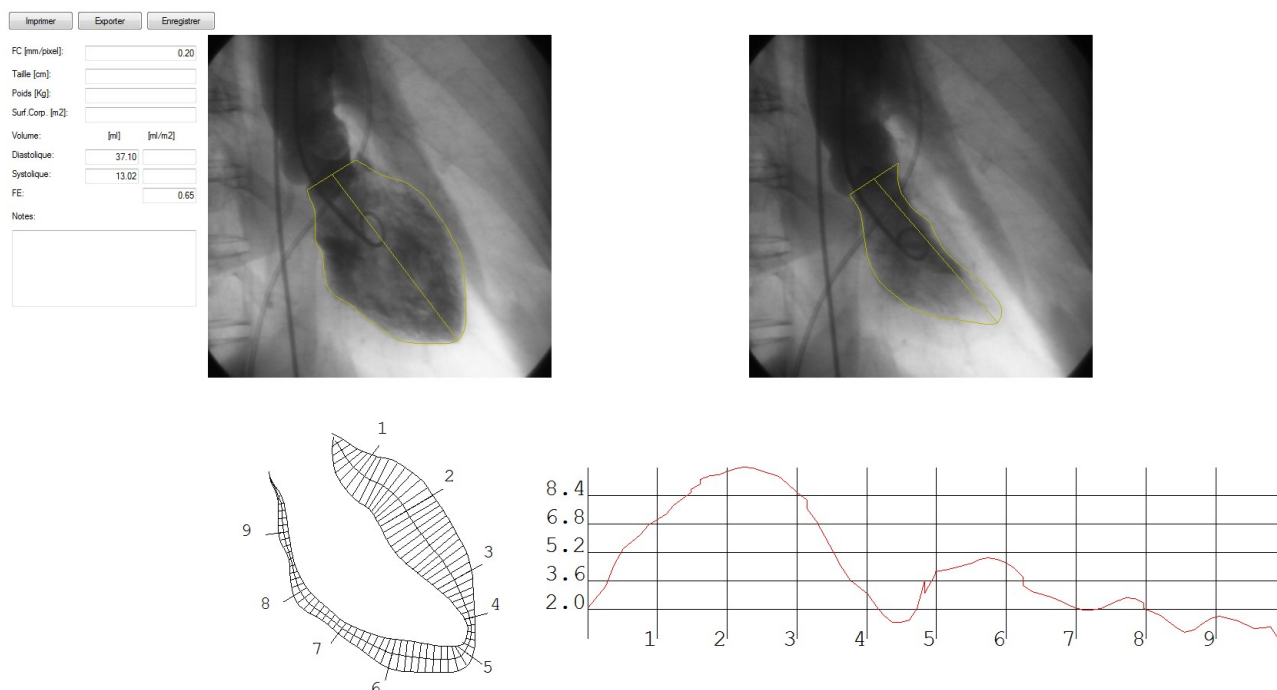 Imprimer Exporter Enregistrer
FC [mm/pixel]: 0.20
Taille [cm]:
Poids [Kg]:
Surf.Corp. [m2]:
Volume: [ml] [ml/m2]
Diastolique: 37.10
Systolique: 13.02
FE: 0.65
Notes:
1
2
3
4
5
6
7
8
9
8.4
6.8
5.2
3.6
2.0
1 2 3 4 5 6 7 8 9